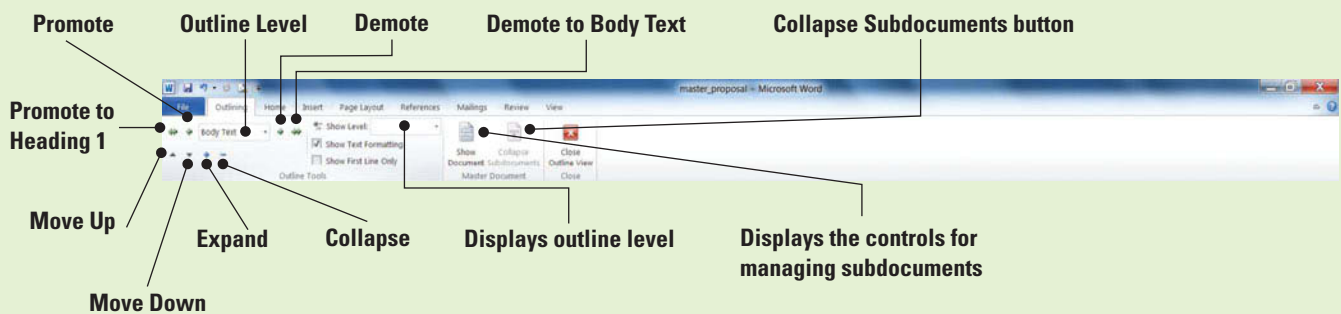 Promote Outline Level Demote Demote to Body Text Collapse Subdocuments button
master_proposal - Microsoft Word
File Outlining Home Insert Page Layout References Mailings Review View
Promote to
Heading 1
Body Text
Show Level:
Show Text Formatting
Show First Line Only
Outline Tools
Show
Document
Collapse
Subdocuments
Master Document
Close
Outline View
Close
Move Up
Expand
Collapse
Displays outline level
Displays the controls for
managing subdocuments
Move Down